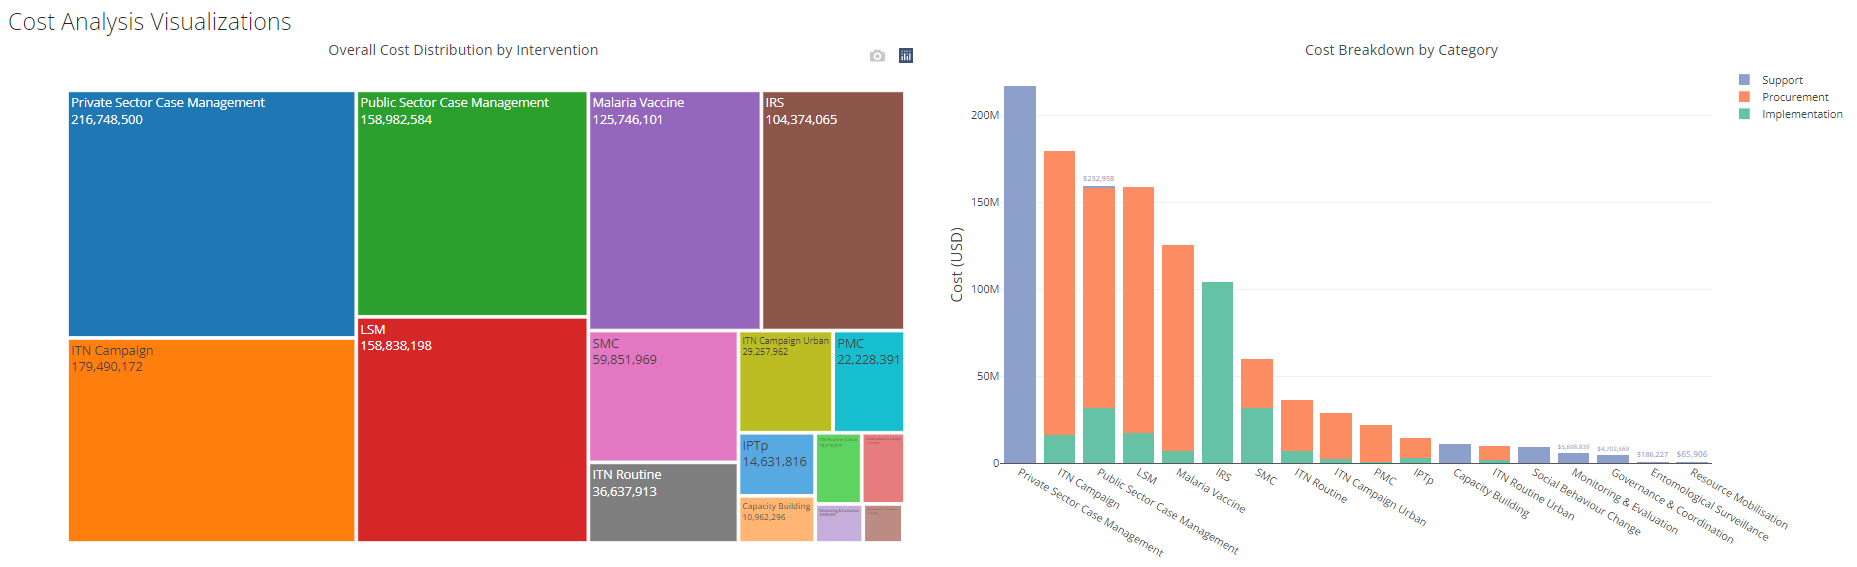 Cost Analysis Visualizations
Overall Cost Distribution by Intervention
Private Sector Case Management
216,748,500
ITN Campaign
179,490,172
Public Sector Case Management
158,982,584
LSM
158,838,198
Malaria Vaccine
125,746,101
IRS
104,374,065
SMC
59,851,969
ITN Routine
36,637,913
ITN Campaign Urban
29,257,962
PMC
22,228,391
IPTp
14,631,816
Capacity Building
10,962,296
ITN Routine Urban
Monitoring & Evaluation
Cost Breakdown by Category
Support
Procurement
Implementation
Cost (USD)
200M
150M
100M
50M
0
$232,958
$5,698,839
$4,702,569
$186,227
$65,906
Private Sector Case Management
ITN Campaign
Public Sector Case Management
LSM
Malaria Vaccine
IRS
SMC
ITN Routine
ITN Campaign Urban
PMC
IPTp
Capacity Building
ITN Routine Urban
Social Behaviour Change
Monitoring & Evaluation
Governance & Coordination
Entomological Surveillance
Resource Mobilisation